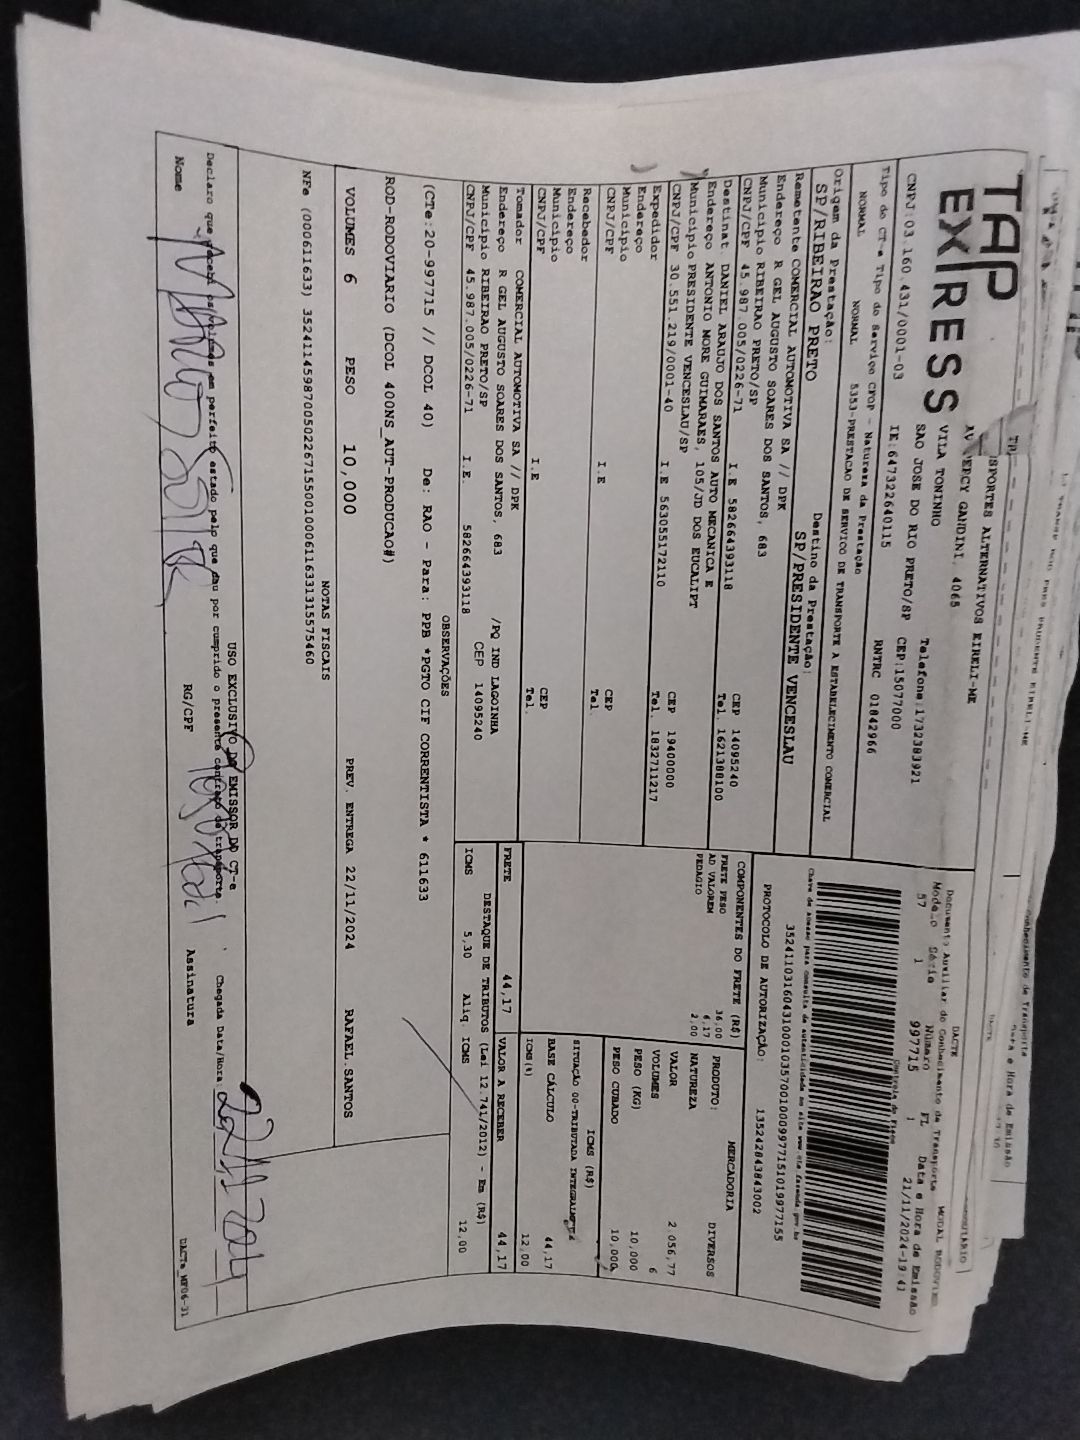 TAP
EXPRESS
SPORTES ALTERNATIVOS EIRELI-ME
ERCY GANDINI, 4065
VILA TONINHO Telefone:1732383921
SAO JOSE DO RIO PRETO/SP CEP:15077000
CNPJ:03.160.431/0001-03 IE:647322640115 RNTRC 01842966
DACTE
Documento Auxiliar do Conhecimento de Transporte MODAL
Modelo Série Número FL Data e Hora de Emissão
57 1 997715 1 21/11/2024-19:41
Controle do Fisco
Chave de acesso para consulta de autenticidade no site www.cte.fazenda.gov.br
35241103160431000103570010009977151019977155
PROTOCOLO DE AUTORIZAÇÃO: 135242843843002
Tipo do CT-e Tipo do Serviço CFOP - Natureza da Prestação
NORMAL NORMAL 5353-PRESTACAO DE SERVICO DE TRANSPORTE A ESTABELECIMENTO COMERCIAL
Origem da Prestação: Destino da Prestação:
SP/RIBEIRAO PRETO SP/PRESIDENTE VENCESLAU
Remetente COMERCIAL AUTOMOTIVA SA // DPK
Endereço R GEL AUGUSTO SOARES DOS SANTOS, 683
Município RIBEIRAO PRETO/SP CEP 14095240
CNPJ/CPF 45.987.005/0226-71 I.E 582664393118 Tel. 1621388100
Destinat DANIEL ARAUJO DOS SANTOS AUTO MECANICA E
Endereço ANTONIO MORE GUIMARAES, 105/JD DOS EUCALIPT
Município PRESIDENTE VENCESLAU/SP CEP 19400000
CNPJ/CPF 30.551.219/0001-40 I.E 563055172110 Tel. 1832711217
Expedidor
Endereço
Município CEP
CNPJ/CPF I.E Tel.
Recebedor
Endereço
Município CEP
CNPJ/CPF I.E Tel.
Tomador COMERCIAL AUTOMOTIVA SA // DPK
Endereço R GEL AUGUSTO SOARES DOS SANTOS, 683 /PQ IND LAGOINHA
Município RIBEIRAO PRETO/SP CEP 14095240
CNPJ/CPF 45.987.005/0226-71 I.E. 582664393118
COMPONENTES DO FRETE (R$)
FRETE PESO 36,00
AD VALOREM 6,17
PEDAGIO 2,00
FRETE 44,17
MERCADORIA
PRODUTO: DIVERSOS
NATUREZA
VALOR 2.056,77
VOLUMES 6
PESO (KG) 10,000
PESO CUBADO 10,000
ICMS (R$)
SITUAÇÃO 00-TRIBUTADA INTEGRALMENTE
BASE CÁLCULO 44,17
ICMS(%) 12,00
VALOR A RECEBER 44,17
DESTAQUE DE TRIBUTOS (Lei 12.741/2012) - Em (R$)
ICMS 5,30 Aliq. ICMS 12,00
OBSERVAÇÕES
(CTe:20-997715 // DCOL 40) De: RAO - Para: PPB *PGTO CIF CORRENTISTA * 611633
ROD-RODOVIARIO (DCOL 400NS_AUT-PRODUCAO#)
VOLUMES 6 PESO 10,000 PREV. ENTREGA 22/11/2024 RAFAEL.SANTOS
NOTAS FISCAIS
NFe (000611633) 35241145987005022671550010006116331315575460
USO EXCLUSIVO DO EMISSOR DO CT-e
Declaro que recebi os volumes em perfeito estado pelo que dou por cumprido o presente contrato de transporte. Chegada Data/Hora:
Nome RG/CPF Assinatura
DACTe_MF06-31